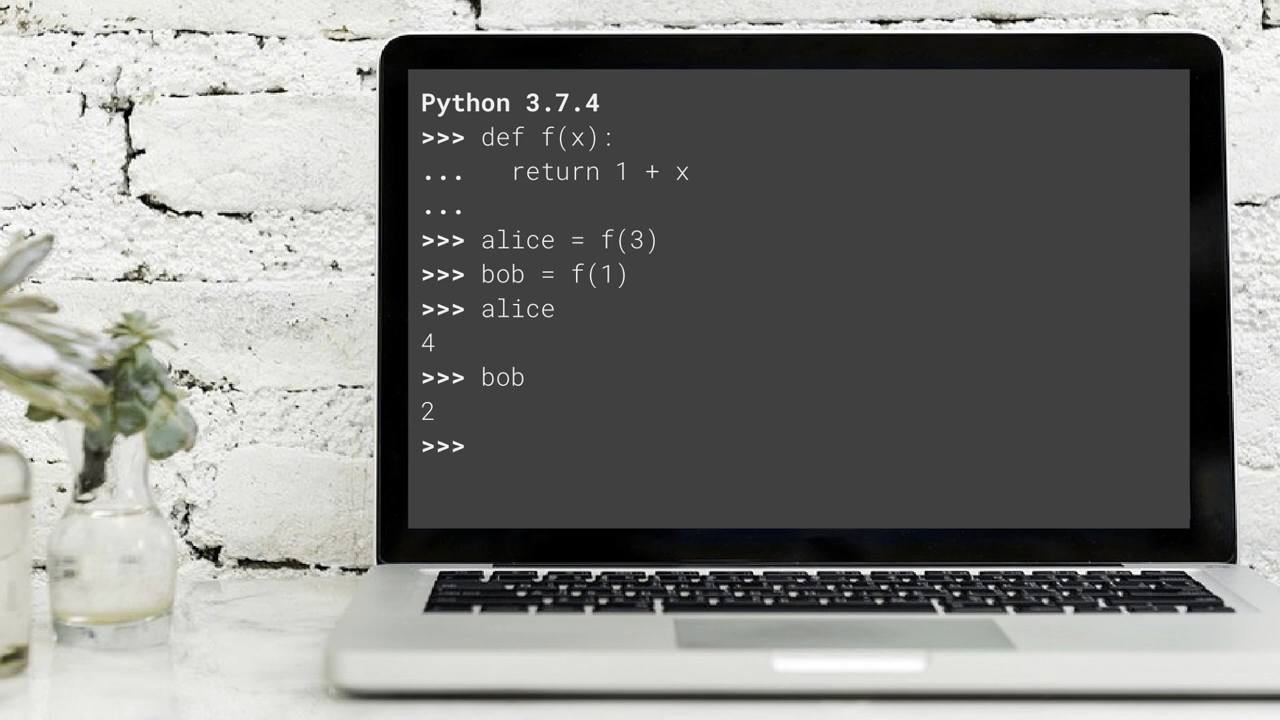 Python 3.7.4
>>> def f(x):
...   return 1 + x
...
>>> alice = f(3)
>>> bob = f(1)
>>> alice
4
>>> bob
2
>>>